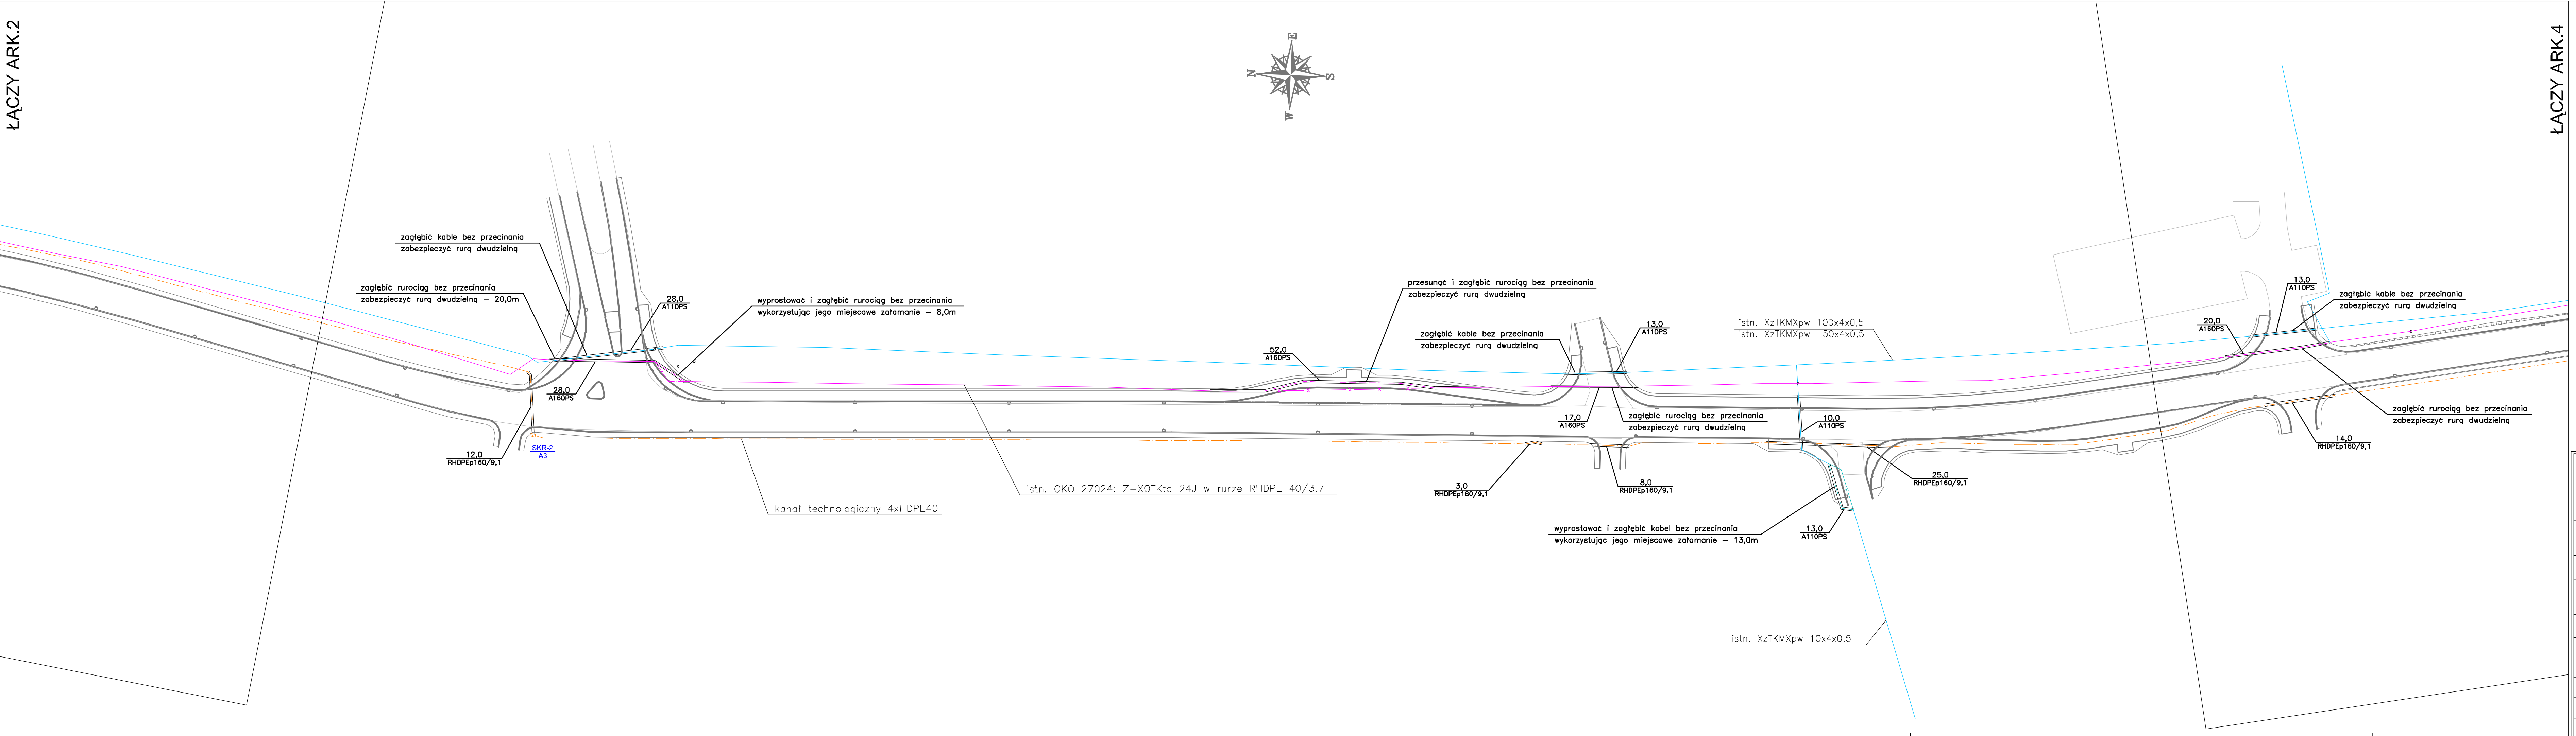 ŁĄCZY ARK.2
ŁĄCZY ARK.4
E
N
S
W
zagłębić kable bez przecinania
zabezpieczyć rurą dwudzielną
zagłębić rurociąg bez przecinania
zabezpieczyć rurą dwudzielną – 20,0m
28,0
A110PS
wyprostować i zagłębić rurociąg bez przecinania
wykorzystując jego miejscowe załamanie – 8,0m
28,0
A160PS
12,0
RHDPEp160/9,1
SKR-2
A3
kanał technologiczny 4xHDPE40
istn. OKO 27024: Z-XOTKtd 24J w rurze RHDPE 40/3.7
52,0
A160PS
przesunąć i zagłębić rurociąg bez przecinania
zabezpieczyć rurą dwudzielną
zagłębić kable bez przecinania
zabezpieczyć rurą dwudzielną
13,0
A110PS
17,0
A160PS
zagłębić rurociąg bez przecinania
zabezpieczyć rurą dwudzielną
3,0
RHDPEp160/9,1
8,0
RHDPEp160/9,1
istn. XzTKMXpw 100x4x0,5
istn. XzTKMXpw 50x4x0,5
10,0
A110PS
25,0
RHDPEp160/9,1
wyprostować i zagłębić kabel bez przecinania
wykorzystując jego miejscowe załamanie – 13,0m
13,0
A110PS
istn. XzTKMXpw 10x4x0,5
13,0
A110PS
zagłębić kable bez przecinania
zabezpieczyć rurą dwudzielną
20,0
A160PS
zagłębić rurociąg bez przecinania
zabezpieczyć rurą dwudzielną
14,0
RHDPEp160/9,1